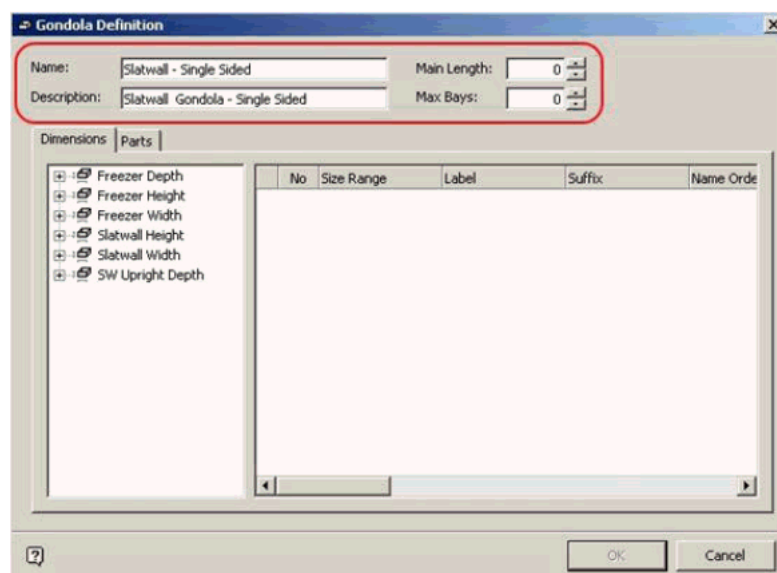 Gondola Definition
Name: Slatwall - Single Sided Main Length: 0
Description: Slatwall Gondola - Single Sided Max Bays: 0
Dimensions Parts
No Size Range Label Suffix Name Orde
Freezer Depth
Freezer Height
Freezer Width
Slatwall Height
Slatwall Width
SW Upright Depth
OK Cancel